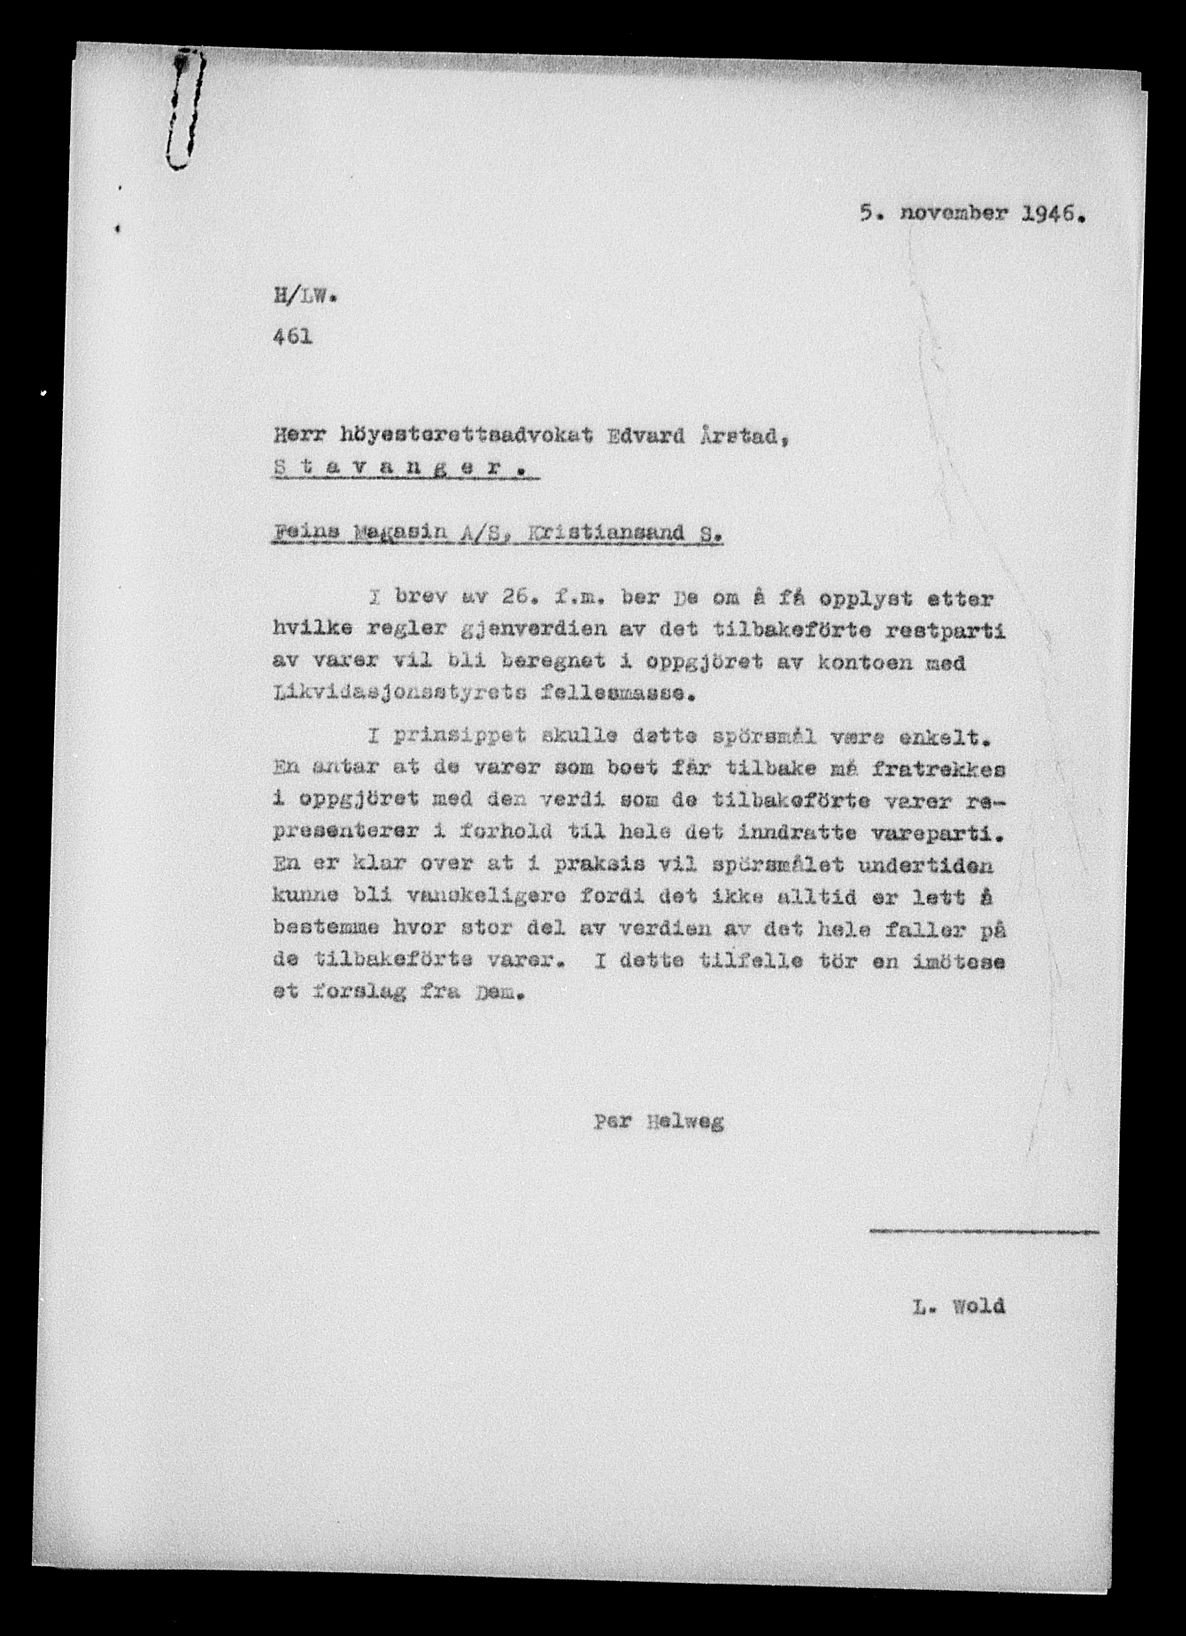 5. november 1946.
H/LW.
461
Herr höyesterettsadvokat Edvard Årstad,
Stavanger.
Feins Magasin A/S, Kristiansand S.
I brev av 26. f.m. ber De om å få opplyst etter
hvilke regler gjenverdien av det tilbakeförte restparti
av varer vil bli beregnet i oppgjöret av kontoen med
Likvidasjonsstyrets fellesmasse.
I prinsippet skulle dette spörsmål være enkelt.
En antar at de varer som boet får tilbake må fratrekkes
i oppgjöret med den verdi som de tilbakeförte varer re-
presenterer i forhold til hele det inndratte vareparti.
En er klar over at i praksis vil spörsmålet undertiden
kunne bli vanskeligere fordi det ikke alltid er lett å
bestemme hvor stor del av verdien av det hele faller på
de tilbakeförte varer. I dette tilfelle tör en imötese
et forslag fra Dem.
Per Helweg
L. Wold